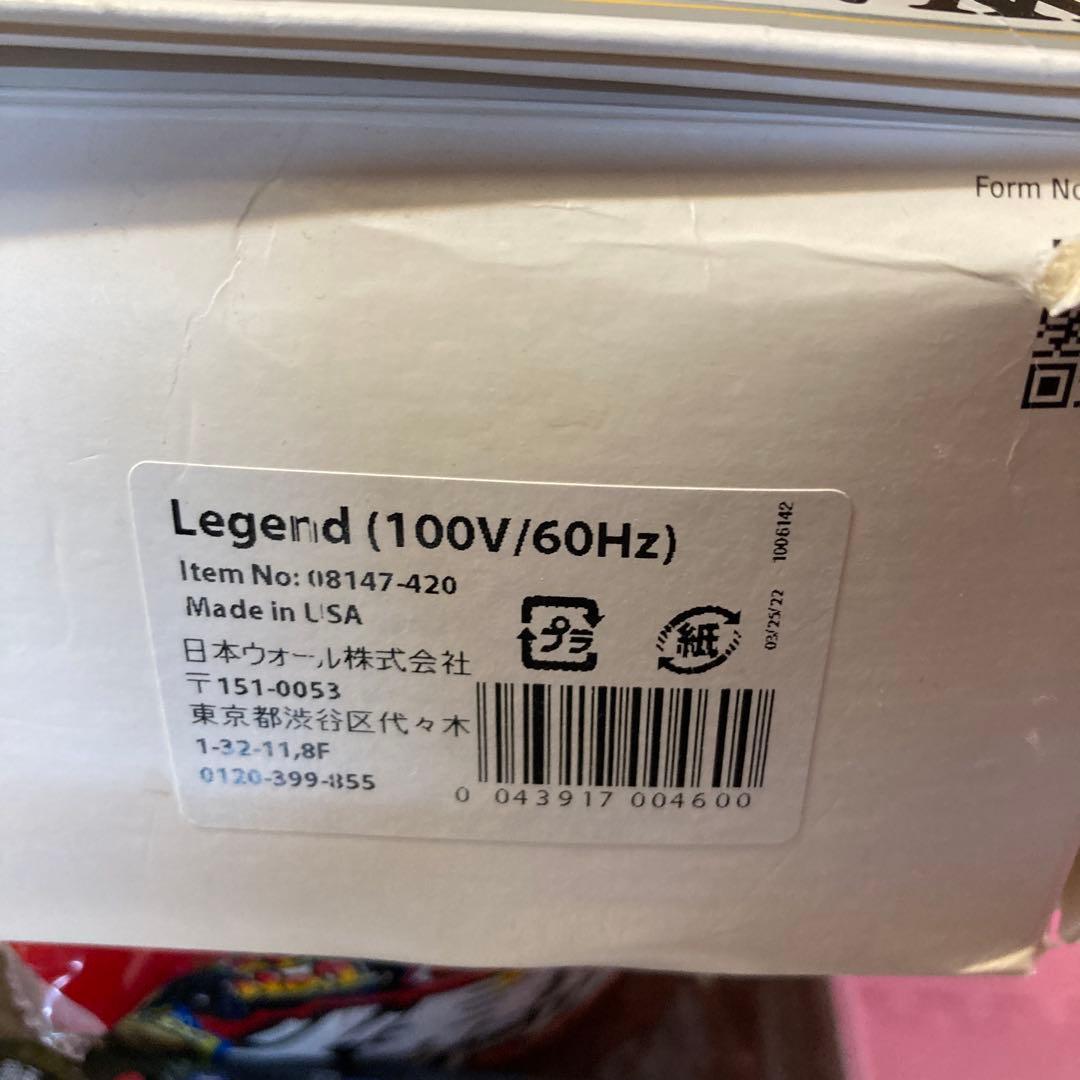 Form No
Legend (100V/60Hz)
Item No: 08147-420
Made in USA
日本ウォール株式会社
〒151-0053
東京都渋谷区代々木
1-32-11,8F
0120-399-855
プラ
紙
03/25/22 1006142
0 043917 004600